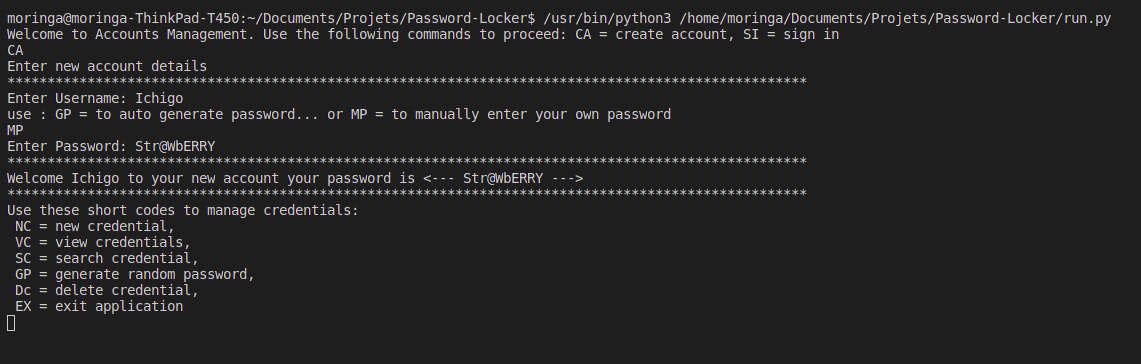 moringa@moringa-ThinkPad-T450:~/Documents/Projets/Password-Locker$ /usr/bin/python3 /home/moringa/Documents/Projets/Password-Locker/run.py
Welcome to Accounts Management. Use the following commands to proceed: CA = create account, SI = sign in
CA
Enter new account details
****************************************************************************************************
Enter Username: Ichigo
use : GP = to auto generate password... or MP = to manually enter your own password
MP
Enter Password: Str@WbERRY
****************************************************************************************************
Welcome Ichigo to your new account your password is <--- Str@WbERRY --->
****************************************************************************************************
Use these short codes to manage credentials:
 NC = new credential,
 VC = view credentials,
 SC = search credential,
 GP = generate random password,
 Dc = delete credential,
 EX = exit application